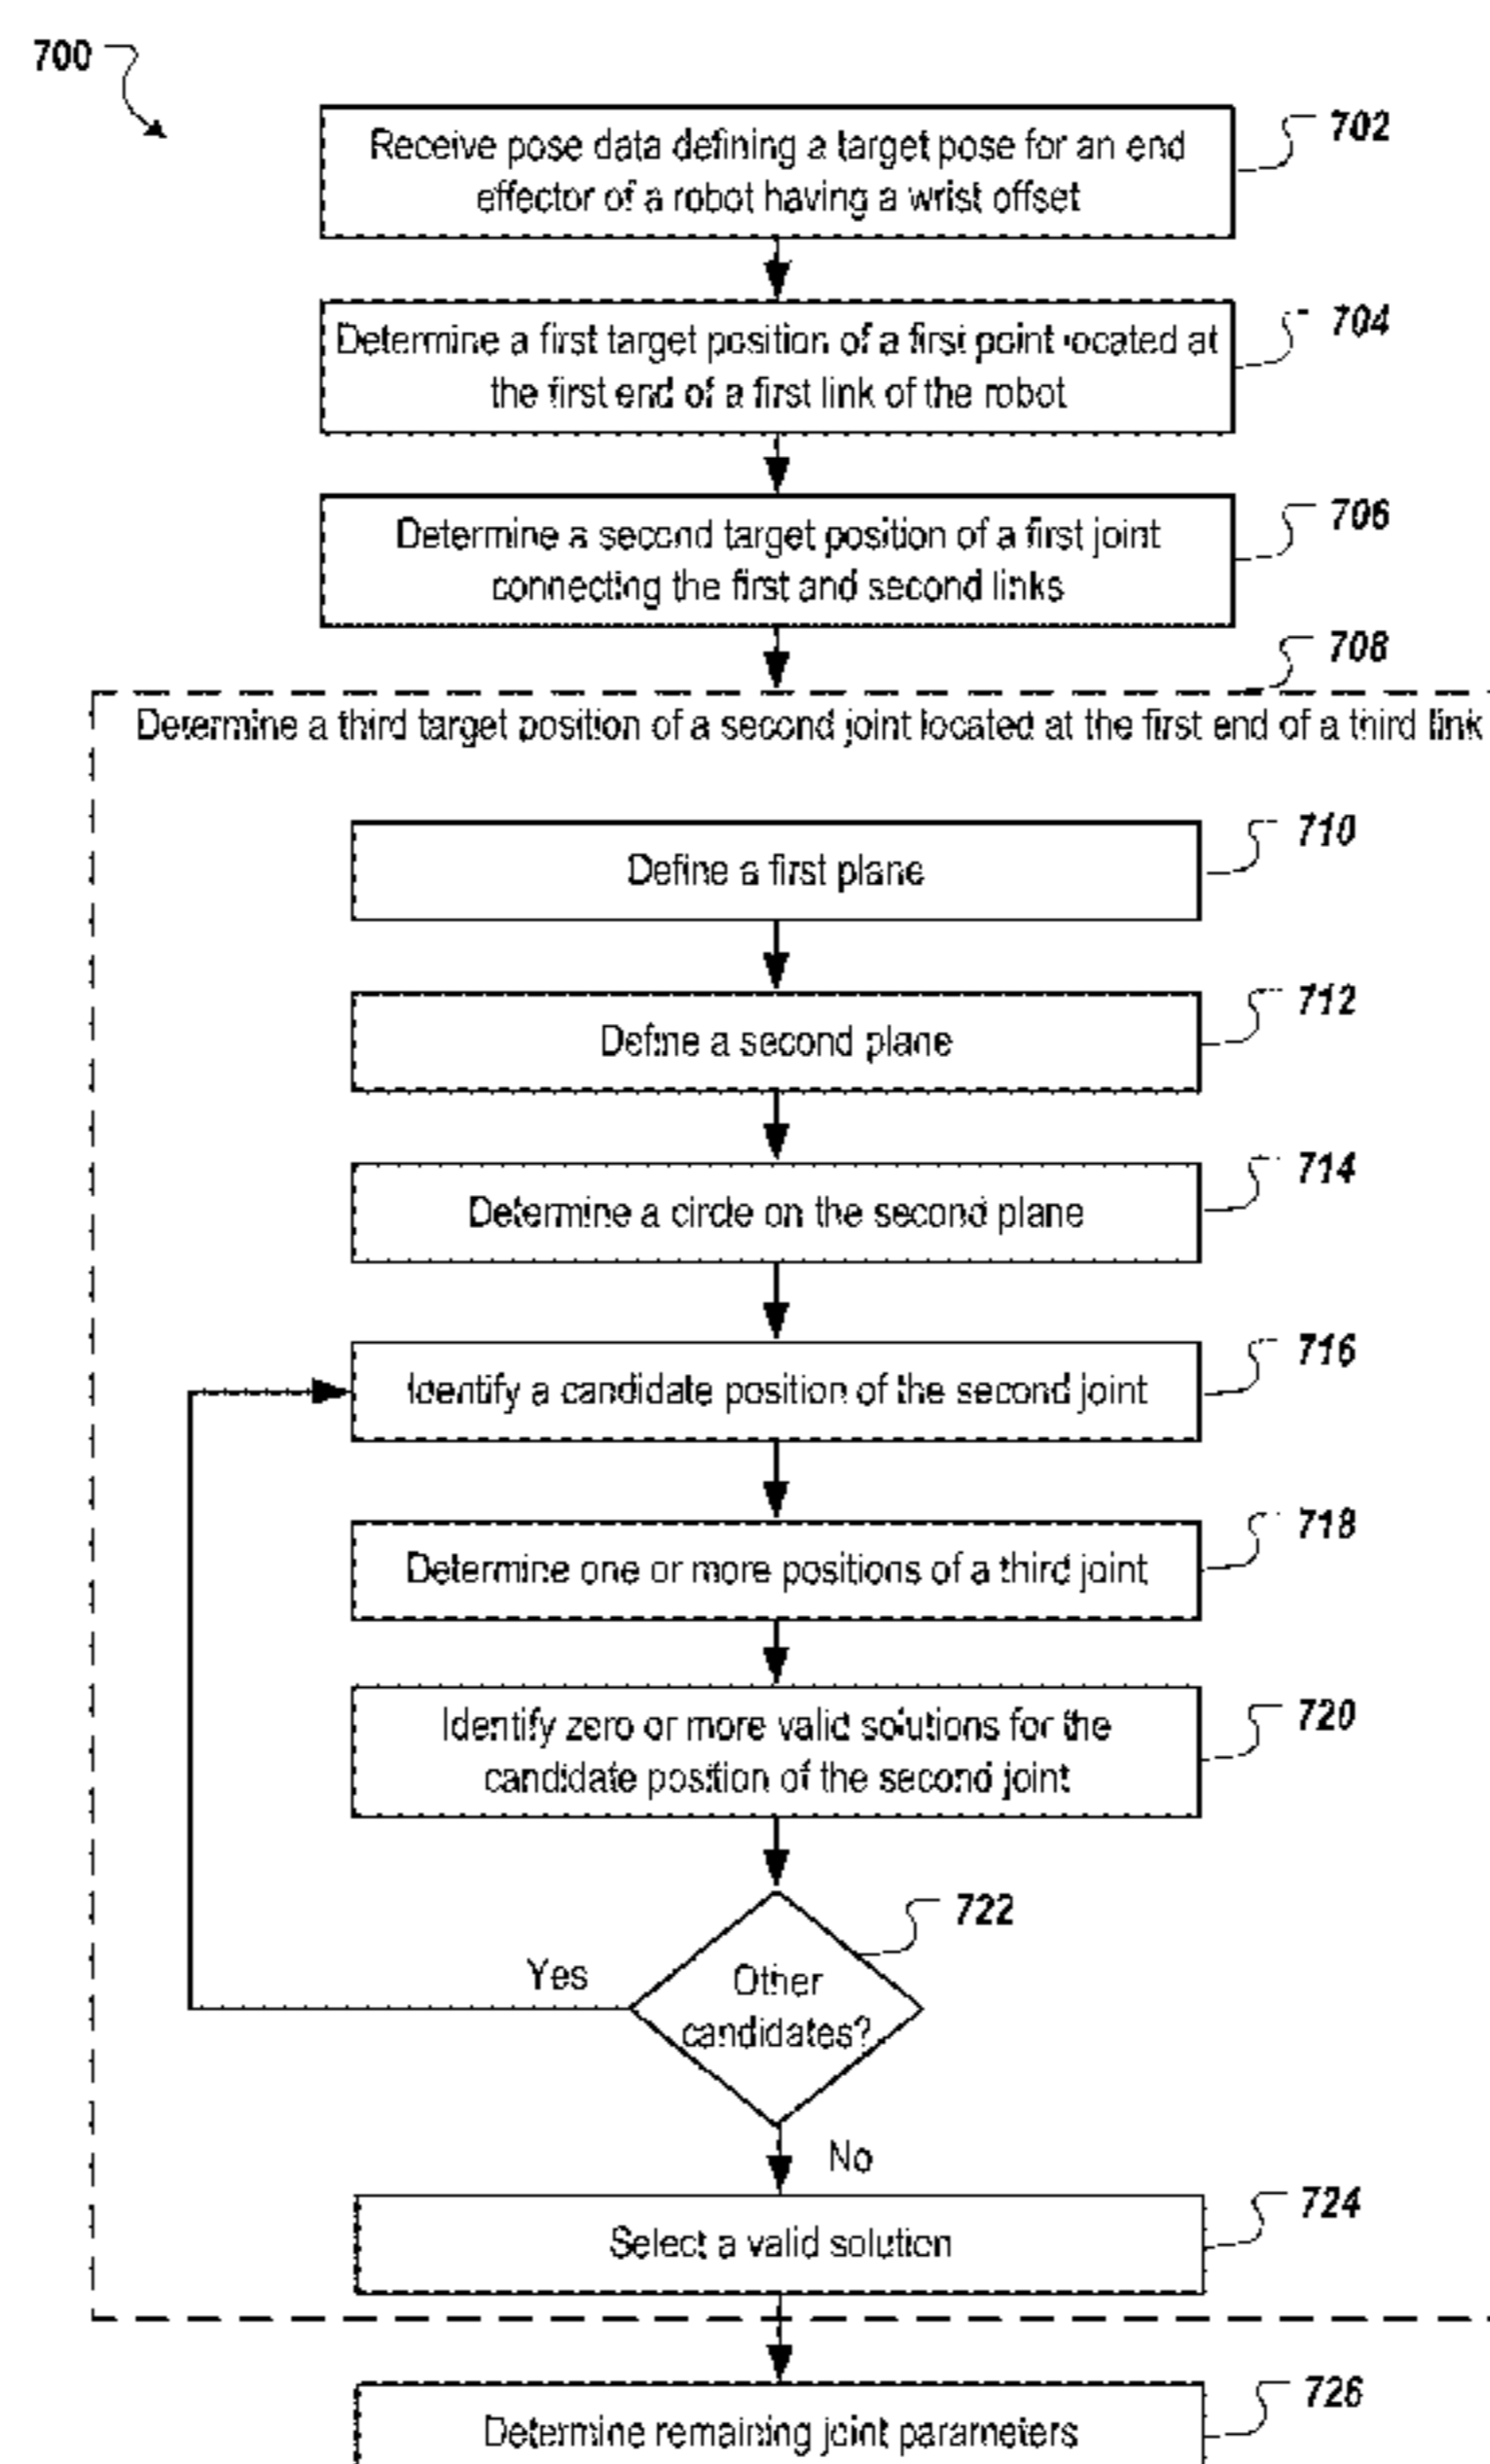 700
Receive pose data defining a target pose for an end
effector of a robot having a wrist offset
702
Determine a first target position of a first point located at
the first end of a first link of the robot
704
Determine a second target position of a first joint
connecting the first and second links
706
708
Determine a third target position of a second joint located at the first end of a third link
Define a first plane
710
Define a second plane
712
Determine a circle on the second plane
714
Identify a candidate position of the second joint
716
Determine one or more positions of a third joint
718
Identify zero or more valid solutions for the
candidate position of the second joint
720
722
Yes
Other
candidates?
No
Select a valid solution
724
Determine remaining joint parameters
726